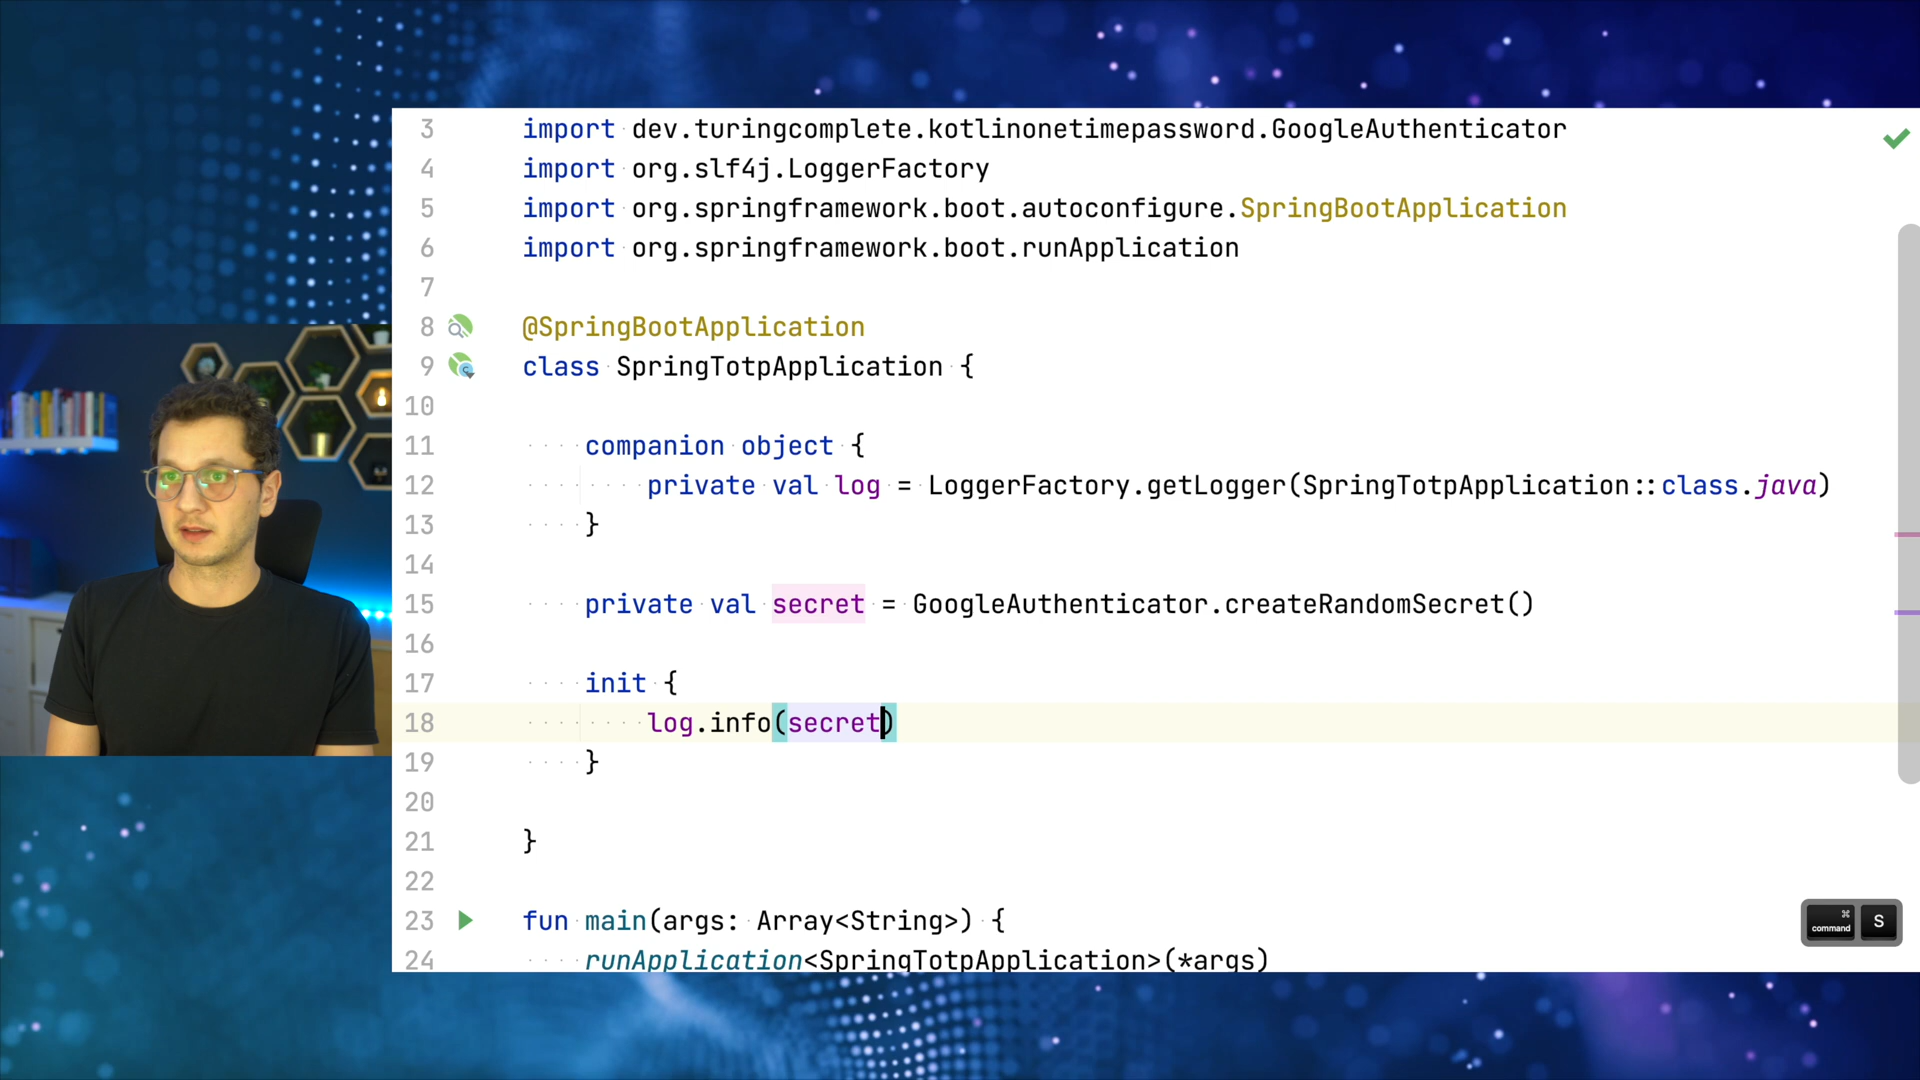 3 import dev.turingcomplete.kotlinonetimepassword.GoogleAuthenticator
4 import org.slf4j.LoggerFactory
5 import org.springframework.boot.autoconfigure.SpringBootApplication
6 import org.springframework.boot.runApplication
7
8 @SpringBootApplication
9 class SpringTotpApplication {
10
11 companion object {
12 private val log = LoggerFactory.getLogger(SpringTotpApplication::class.java)
13 }
14
15 private val secret = GoogleAuthenticator.createRandomSecret()
16
17 init {
18 log.info(secret)
19 }
20
21 }
22
23 fun main(args: Array<String>) {
24 runApplication<SpringTotpApplication>(*args)
⌘
command S